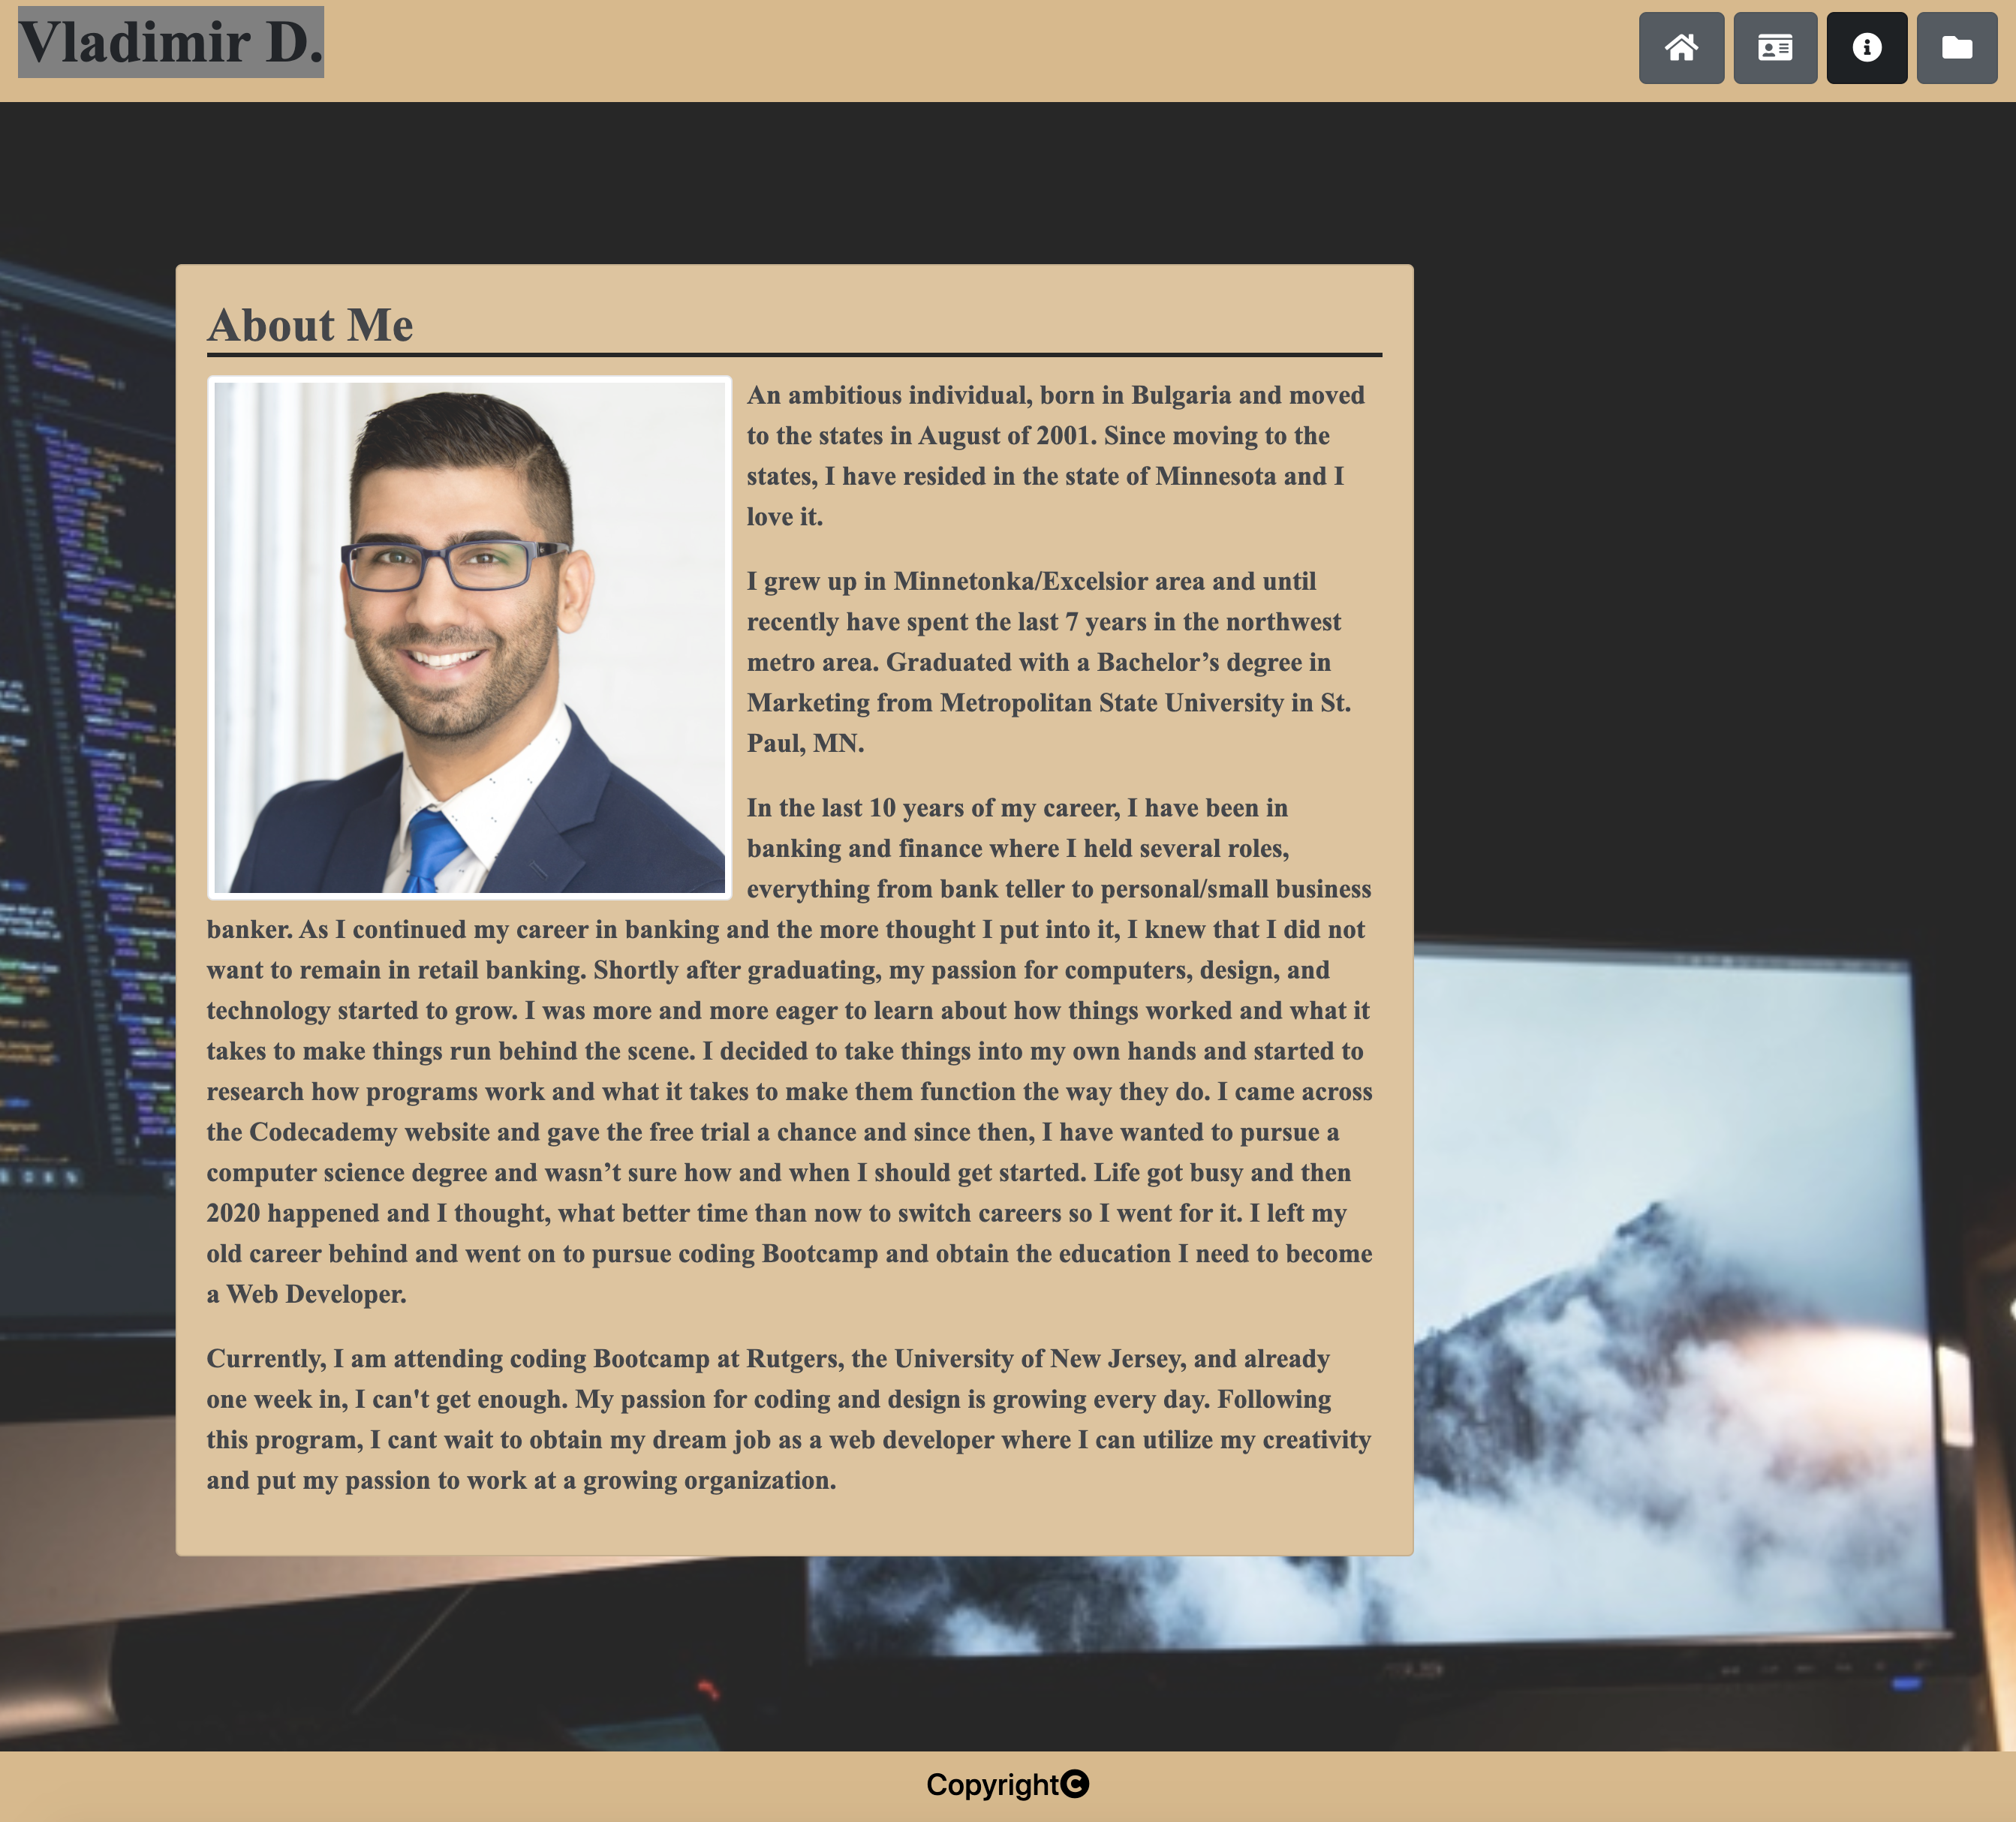 Vladimir D.
About Me
An ambitious individual, born in Bulgaria and moved
to the states in August of 2001. Since moving to the
states, I have resided in the state of Minnesota and I
love it.
I grew up in Minnetonka/Excelsior area and until
recently have spent the last 7 years in the northwest
metro area. Graduated with a Bachelor’s degree in
Marketing from Metropolitan State University in St.
Paul, MN.
In the last 10 years of my career, I have been in
banking and finance where I held several roles,
everything from bank teller to personal/small business
banker. As I continued my career in banking and the more thought I put into it, I knew that I did not
want to remain in retail banking. Shortly after graduating, my passion for computers, design, and
technology started to grow. I was more and more eager to learn about how things worked and what it
takes to make things run behind the scene. I decided to take things into my own hands and started to
research how programs work and what it takes to make them function the way they do. I came across
the Codecademy website and gave the free trial a chance and since then, I have wanted to pursue a
computer science degree and wasn’t sure how and when I should get started. Life got busy and then
2020 happened and I thought, what better time than now to switch careers so I went for it. I left my
old career behind and went on to pursue coding Bootcamp and obtain the education I need to become
a Web Developer.
Currently, I am attending coding Bootcamp at Rutgers, the University of New Jersey, and already
one week in, I can't get enough. My passion for coding and design is growing every day. Following
this program, I cant wait to obtain my dream job as a web developer where I can utilize my creativity
and put my passion to work at a growing organization.
Copyright©